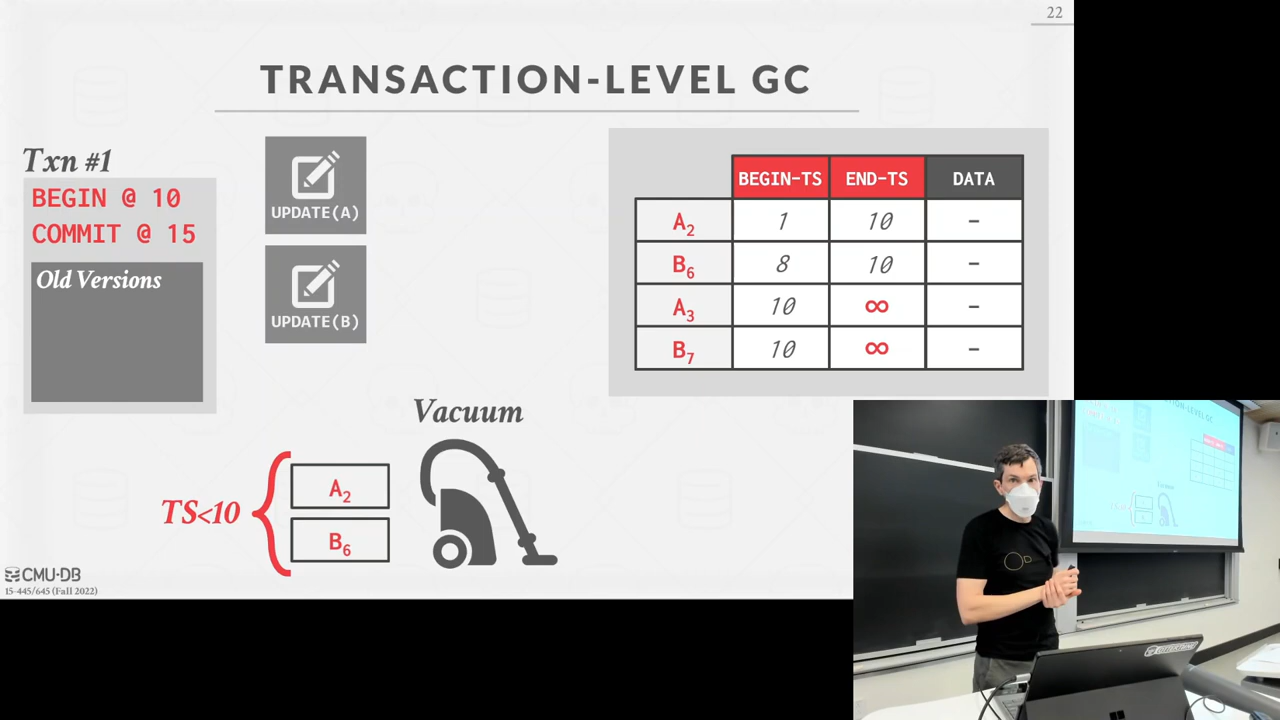 22
TRANSACTION-LEVEL GC
Txn #1
BEGIN @ 10
COMMIT @ 15
Old Versions
UPDATE(A)
UPDATE(B)
BEGIN-TS END-TS DATA
A2 1 10 -
B6 8 10 -
A3 10 ∞ -
B7 10 ∞ -
Vacuum
TS<10
A2
B6
CMU·DB
15-445/645 (Fall 2022)